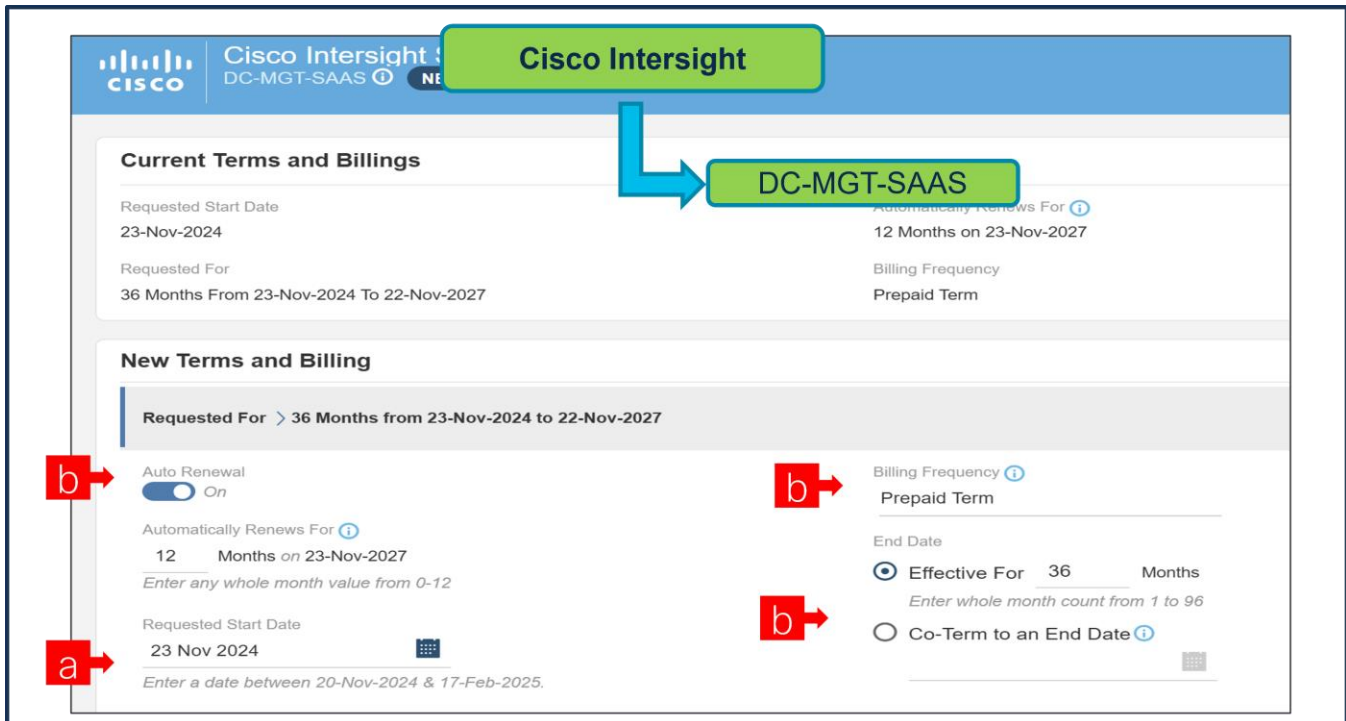 Cisco Intersight
CISCO
DC-MGT-SAAS
Cisco Intersight
DC-MGT-SAAS
Current Terms and Billings
Requested Start Date
23-Nov-2024
Automatically Renews For
12 Months on 23-Nov-2027
Requested For
36 Months From 23-Nov-2024 To 22-Nov-2027
Billing Frequency
Prepaid Term
New Terms and Billing
Requested For > 36 Months from 23-Nov-2024 to 22-Nov-2027
b
Auto Renewal
On
Automatically Renews For
12 Months on 23-Nov-2027
Enter any whole month value from 0-12
Requested Start Date
a
23 Nov 2024
Enter a date between 20-Nov-2024 & 17-Feb-2025.
b
Billing Frequency
Prepaid Term
End Date
Effective For 36 Months
Enter whole month count from 1 to 96
b
Co-Term to an End Date